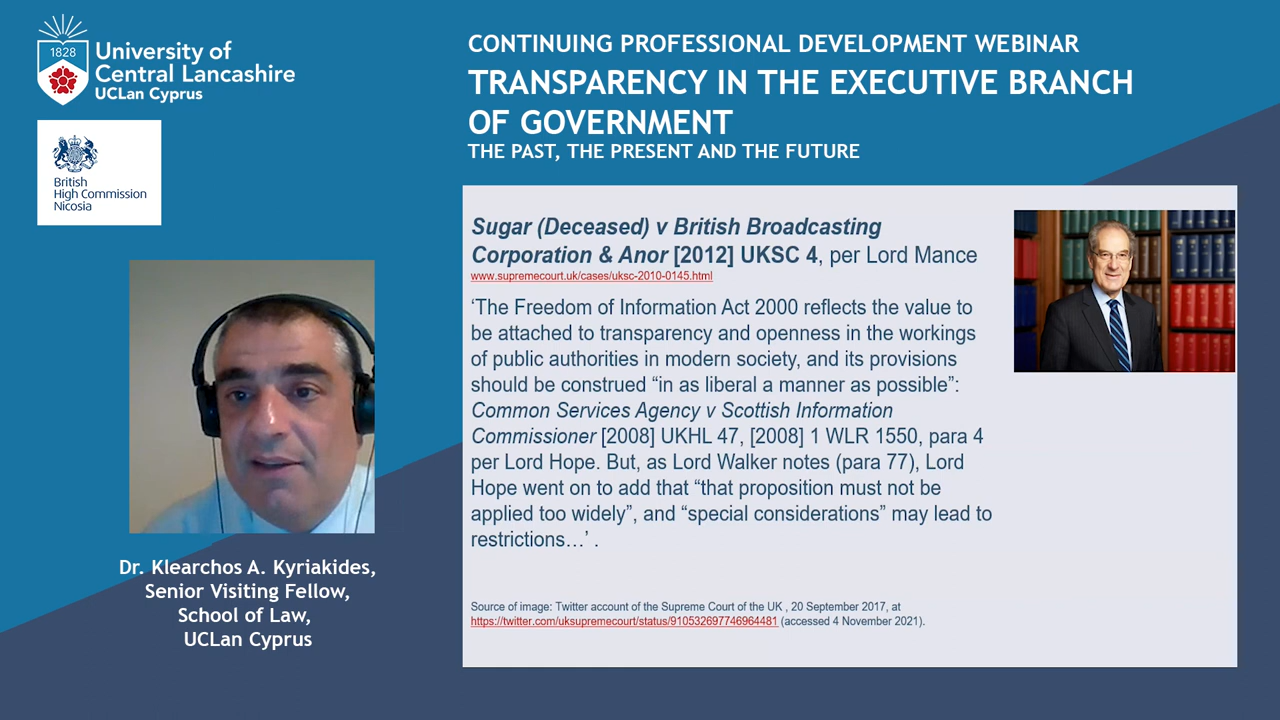 1828
University of
Central Lancashire
UCLan Cyprus
British
High Commission
Nicosia
CONTINUING PROFESSIONAL DEVELOPMENT WEBINAR
TRANSPARENCY IN THE EXECUTIVE BRANCH
OF GOVERNMENT
THE PAST, THE PRESENT AND THE FUTURE
Sugar (Deceased) v British Broadcasting
Corporation & Anor [2012] UKSC 4, per Lord Mance
www.supremecourt.uk/cases/uksc-2010-0145.html
‘The Freedom of Information Act 2000 reflects the value to
be attached to transparency and openness in the workings
of public authorities in modern society, and its provisions
should be construed “in as liberal a manner as possible”:
Common Services Agency v Scottish Information
Commissioner [2008] UKHL 47, [2008] 1 WLR 1550, para 4
per Lord Hope. But, as Lord Walker notes (para 77), Lord
Hope went on to add that “that proposition must not be
applied too widely”, and “special considerations” may lead to
restrictions…’ .
Source of image: Twitter account of the Supreme Court of the UK , 20 September 2017, at
https://twitter.com/uksupremecourt/status/910532697746964481 (accessed 4 November 2021).
Dr. Klearchos A. Kyriakides,
Senior Visiting Fellow,
School of Law,
UCLan Cyprus